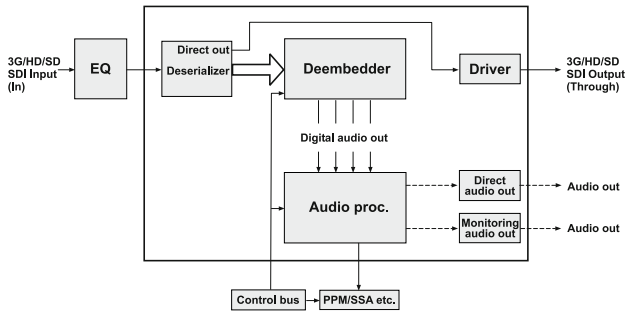 3G/HD/SD
SDI Input
(In)
EQ
Direct out
Deserializer
Deembedder
Driver
3G/HD/SD
SDI Output
(Through)
Digital audio out
Audio proc.
Direct
audio out
Audio out
Monitoring
audio out
Audio out
Control bus
PPM/SSA etc.